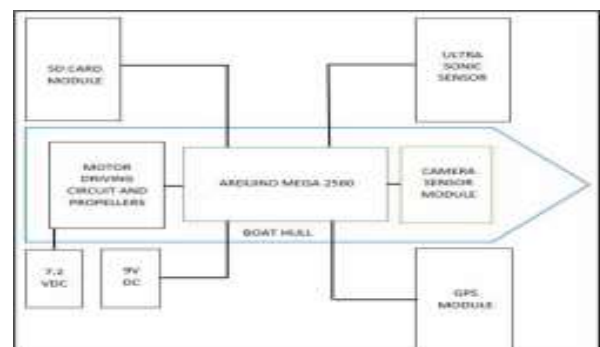 SD CARD
MODULE
ULTRA
SONIC
SENSOR
MOTOR
DRIVING
CIRCUIT AND
PROPELLERS
ARDUINO MEGA 2560
CAMERA
SENSOR
MODULE
BOAT HULL
7.2
VDC
9V
DC
GPS
MODULE